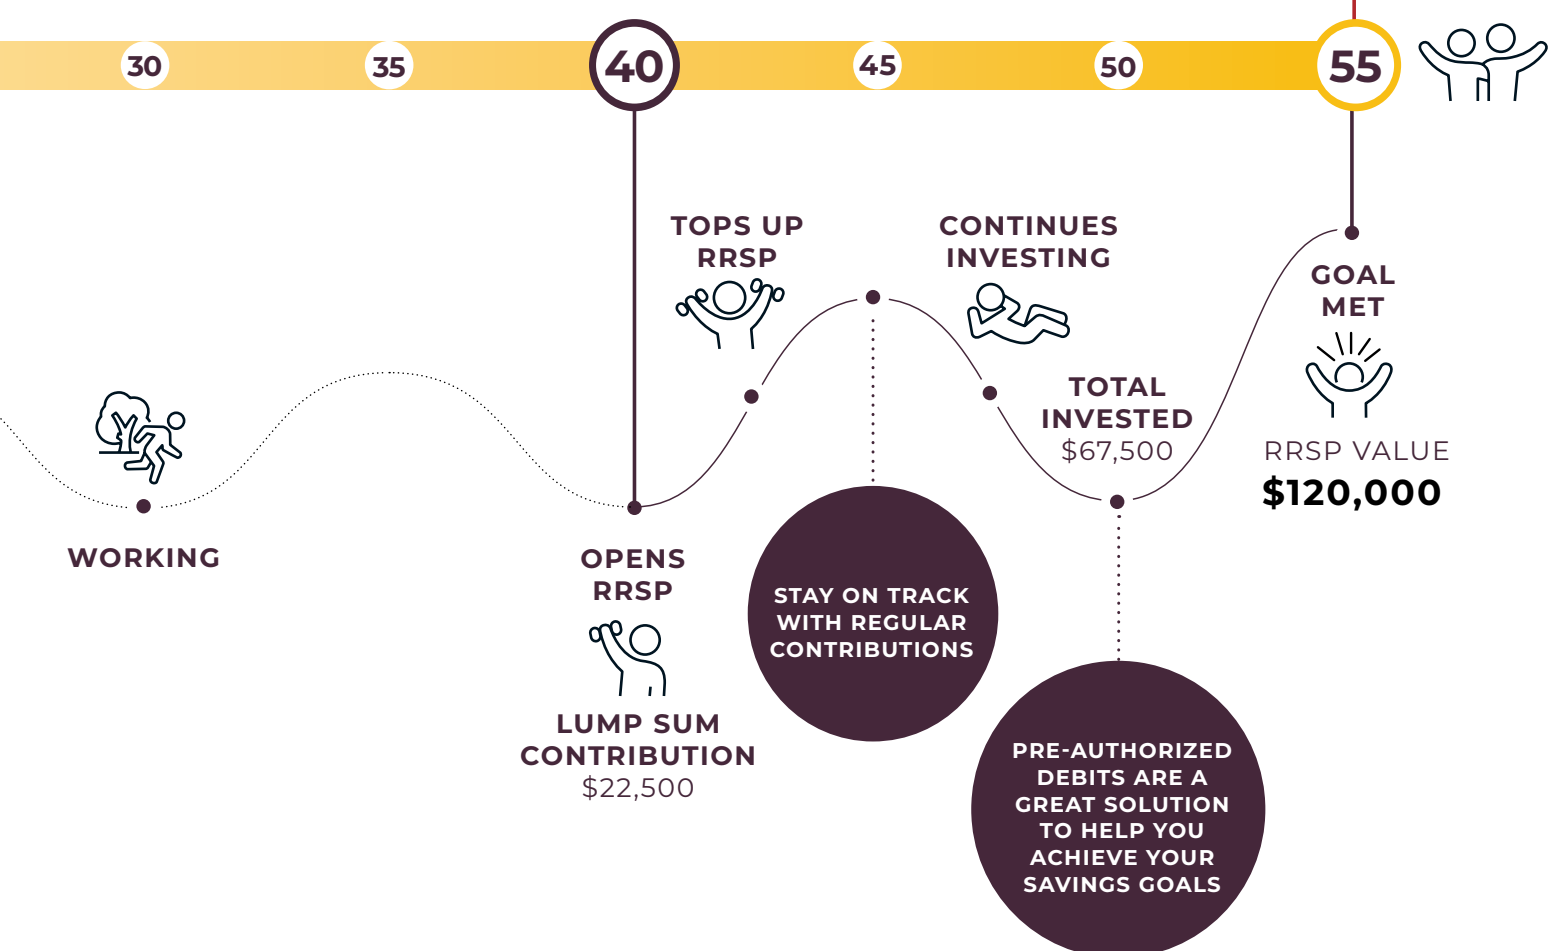 30
35
40
45
50
55
TOPS UP
RRSP
CONTINUES
INVESTING
GOAL
MET
TOTAL
INVESTED
$67,500
RRSP VALUE
$120,000
WORKING
OPENS
RRSP
LUMP SUM
CONTRIBUTION
$22,500
STAY ON TRACK
WITH REGULAR
CONTRIBUTIONS
PRE-AUTHORIZED
DEBITS ARE A
GREAT SOLUTION
TO HELP YOU
ACHIEVE YOUR
SAVINGS GOALS